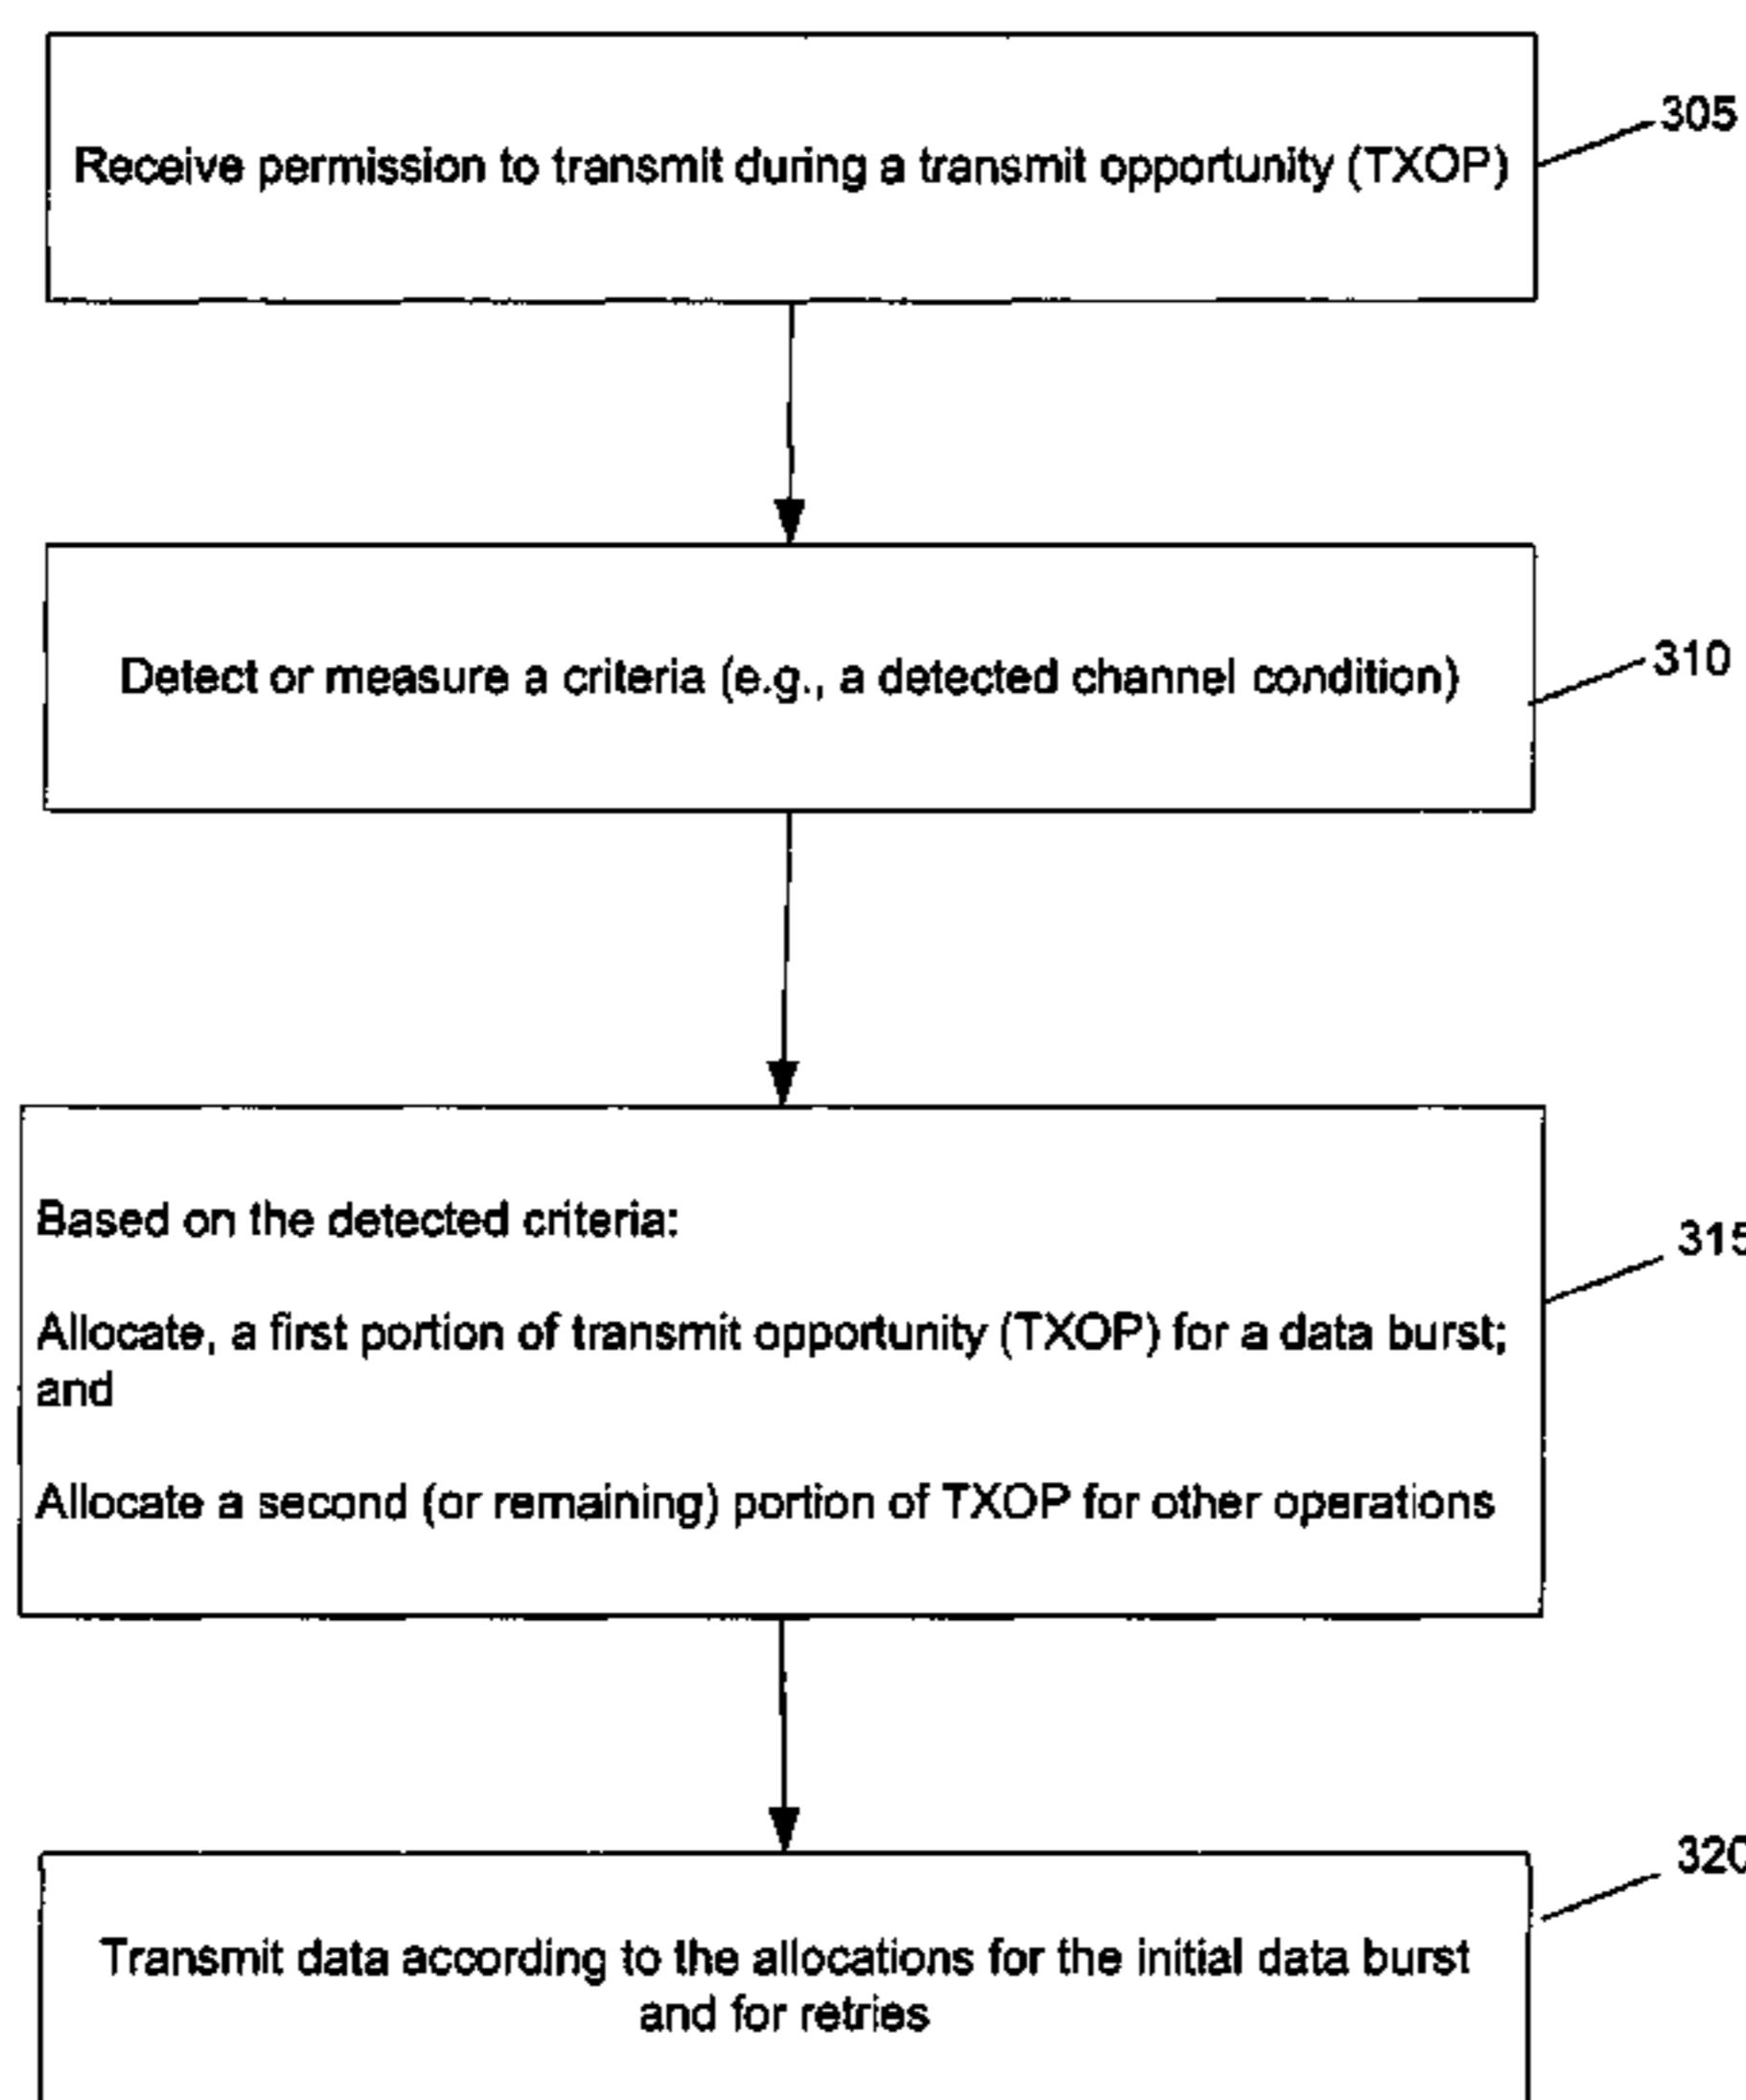 Receive permission to transmit during a transmit opportunity (TXOP)
305
Detect or measure a criteria (e.g., a detected channel condition)
310
Based on the detected criteria:
Allocate, a first portion of transmit opportunity (TXOP) for a data burst;
and
Allocate a second (or remaining) portion of TXOP for other operations
315
Transmit data according to the allocations for the initial data burst
and for retries
320